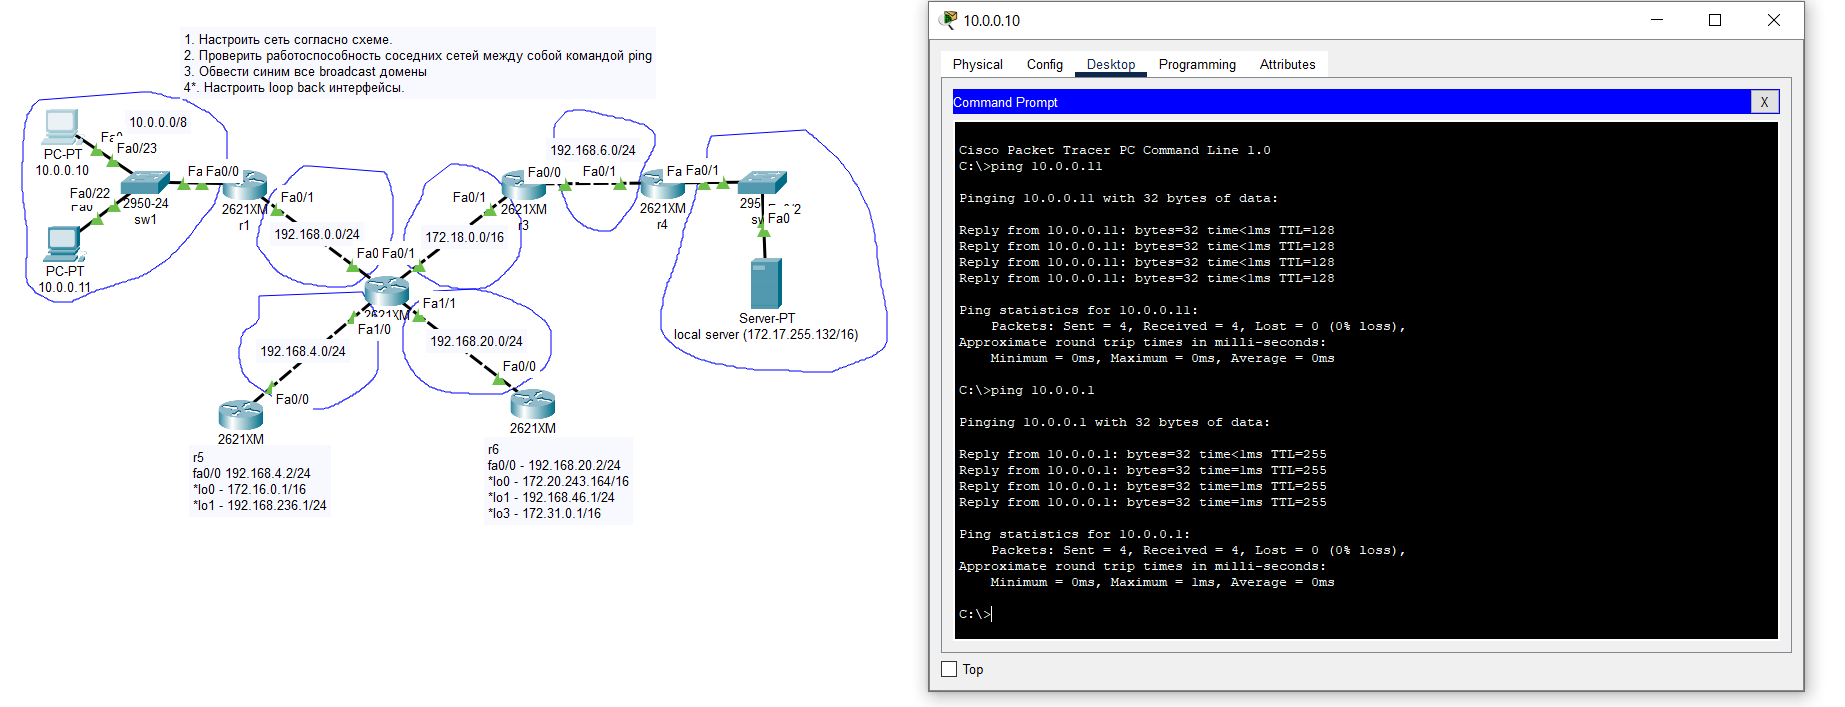 1. Настроить сеть согласно схеме.
2. Проверить работоспособность соседних сетей между собой командой ping
3. Обвести синим все broadcast домены
4*. Настроить loop back интерфейсы.
10.0.0.0/8
Fa0/23
PC-PT
10.0.0.10
Fa0/22
Fa0
2950-24
sw1
PC-PT
10.0.0.11
Fa
Fa0/0
2621XM
r1
Fa0/1
192.168.0.0/24
Fa0
Fa0/1
172.18.0.0/16
Fa0/1
2621XM
r3
Fa0/0
192.168.6.0/24
Fa0/1
2621XM
r4
Fa
Fa0/1
Fa0
Server-PT
local server (172.17.255.132/16)
2621XM
Fa1/0
Fa1/1
192.168.4.0/24
192.168.20.0/24
Fa0/0
Fa0/0
2621XM
r5
fa0/0 192.168.4.2/24
*lo0 - 172.16.0.1/16
*lo1 - 192.168.236.1/24
2621XM
r6
fa0/0 - 192.168.20.2/24
*lo0 - 172.20.243.164/16
*lo1 - 192.168.46.1/24
*lo3 - 172.31.0.1/16
10.0.0.10
Physical Config Desktop Programming Attributes
Command Prompt X
Cisco Packet Tracer PC Command Line 1.0
C:\>ping 10.0.0.11
Pinging 10.0.0.11 with 32 bytes of data:
Reply from 10.0.0.11: bytes=32 time<1ms TTL=128
Reply from 10.0.0.11: bytes=32 time<1ms TTL=128
Reply from 10.0.0.11: bytes=32 time<1ms TTL=128
Reply from 10.0.0.11: bytes=32 time<1ms TTL=128
Ping statistics for 10.0.0.11:
Packets: Sent = 4, Received = 4, Lost = 0 (0% loss),
Approximate round trip times in milli-seconds:
Minimum = 0ms, Maximum = 0ms, Average = 0ms
C:\>ping 10.0.0.1
Pinging 10.0.0.1 with 32 bytes of data:
Reply from 10.0.0.1: bytes=32 time<1ms TTL=255
Reply from 10.0.0.1: bytes=32 time=1ms TTL=255
Reply from 10.0.0.1: bytes=32 time=1ms TTL=255
Reply from 10.0.0.1: bytes=32 time=1ms TTL=255
Ping statistics for 10.0.0.1:
Packets: Sent = 4, Received = 4, Lost = 0 (0% loss),
Approximate round trip times in milli-seconds:
Minimum = 0ms, Maximum = 1ms, Average = 0ms
C:\>
Top